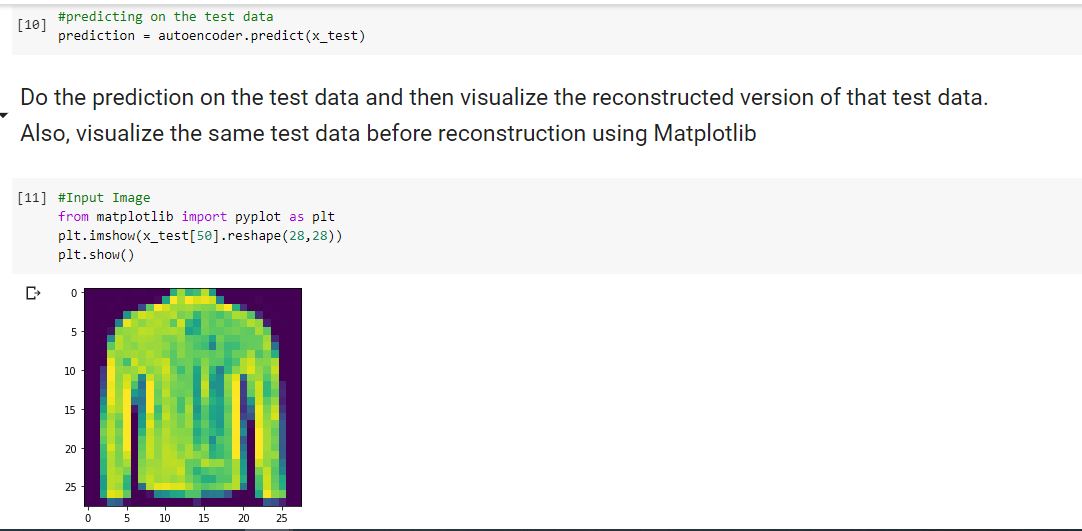 [10] #predicting on the test data
prediction = autoencoder.predict(x_test)
Do the prediction on the test data and then visualize the reconstructed version of that test data.
Also, visualize the same test data before reconstruction using Matplotlib
[11] #Input Image
from matplotlib import pyplot as plt
plt.imshow(x_test[50].reshape(28,28))
plt.show()
0
5
10
15
20
25
0 5 10 15 20 25